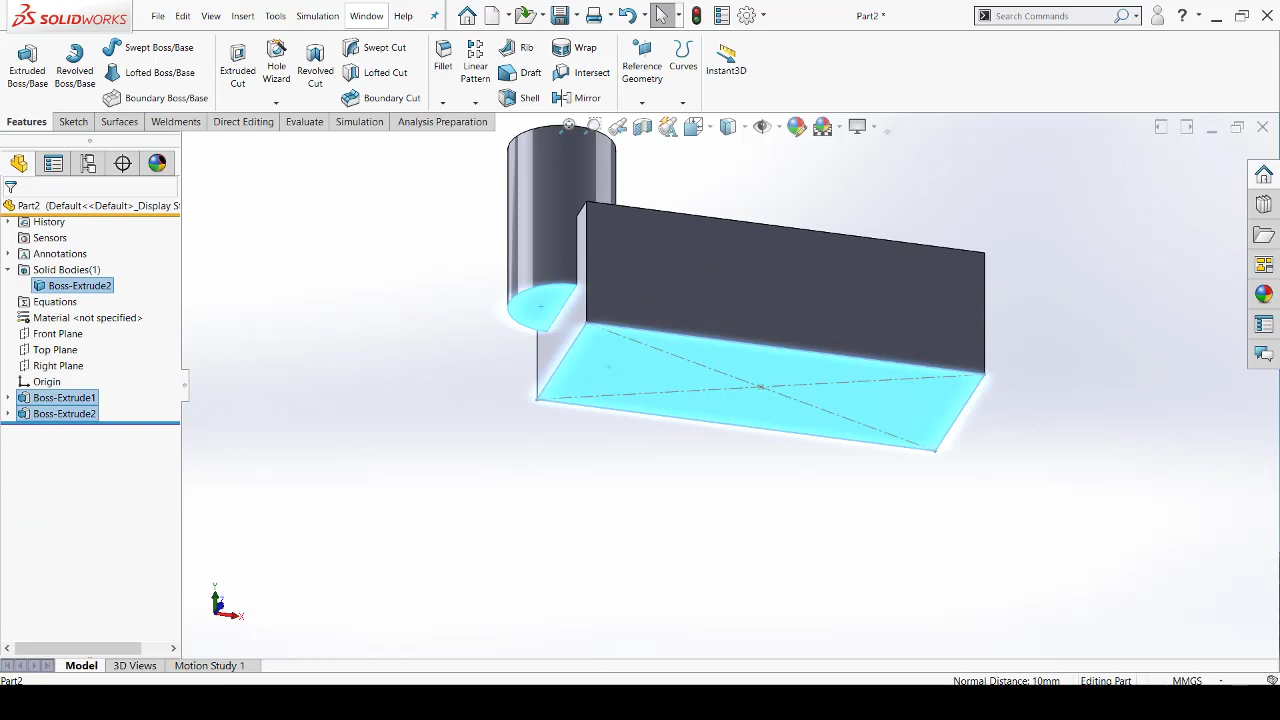 SOLIDWORKS
File Edit View Insert Tools Simulation Window Help
Part2 *
Search Commands
?
Extruded Boss/Base
Revolved Boss/Base
Swept Boss/Base
Lofted Boss/Base
Boundary Boss/Base
Extruded Cut
Hole Wizard
Revolved Cut
Swept Cut
Lofted Cut
Boundary Cut
Fillet
Linear Pattern
Rib
Draft
Shell
Wrap
Intersect
Mirror
Reference Geometry
Curves
Instant3D
Features Sketch Surfaces Weldments Direct Editing Evaluate Simulation Analysis Preparation
Part2 (Default<<Default>_Display S
History
Sensors
Annotations
Solid Bodies(1)
Boss-Extrude2
Equations
Material <not specified>
Front Plane
Top Plane
Right Plane
Origin
Boss-Extrude1
Boss-Extrude2
Y
Z
X
Model 3D Views Motion Study 1
Part2 Normal Distance: 10mm Editing Part MMGS -